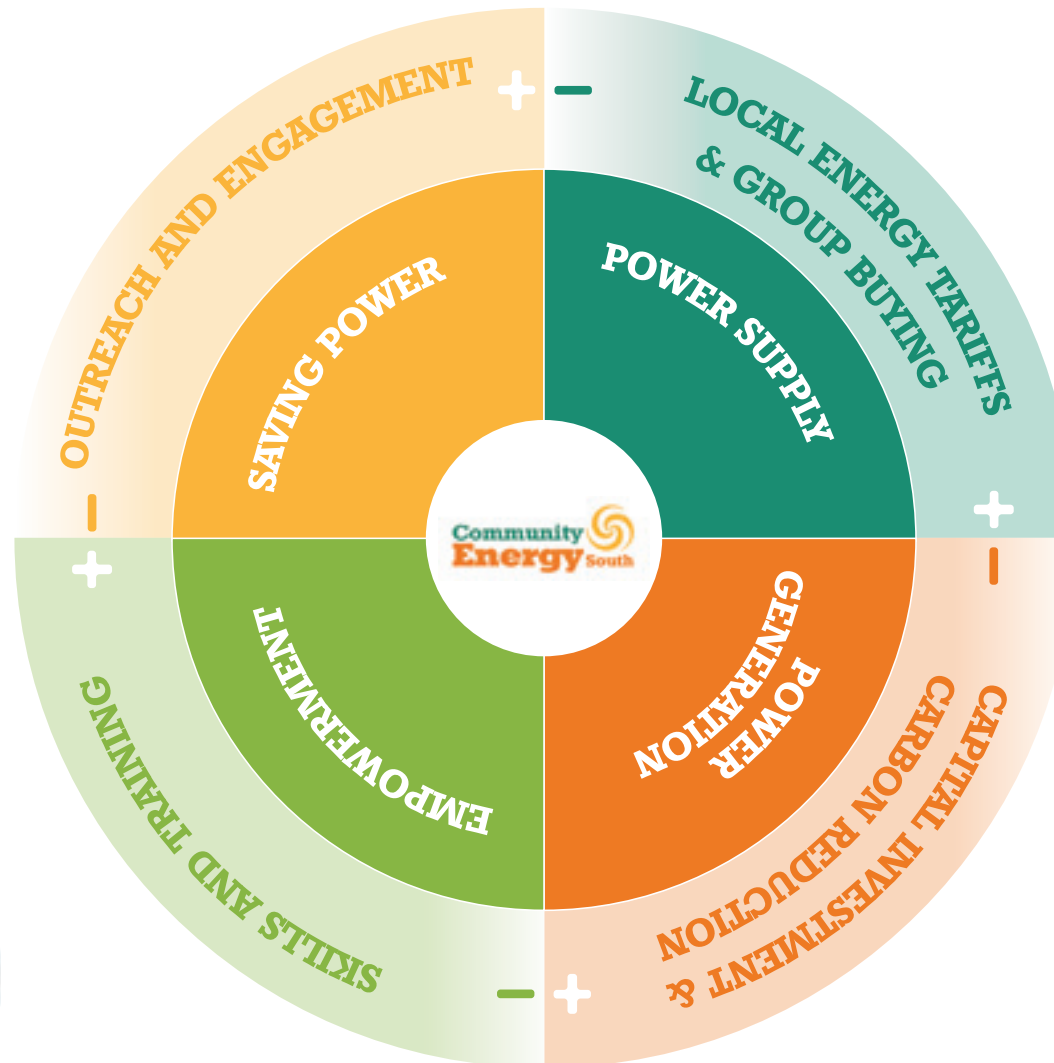 OUTREACH AND ENGAGEMENT
+
−
LOCAL ENERGY TARIFFS
& GROUP BUYING
SAVING POWER
POWER SUPPLY
−
+
Community
Energy South
+
−
EMPOWERMENT
POWER
GENERATION
SKILLS AND TRAINING
CAPITAL INVESTMENT &
CARBON REDUCTION
−
+